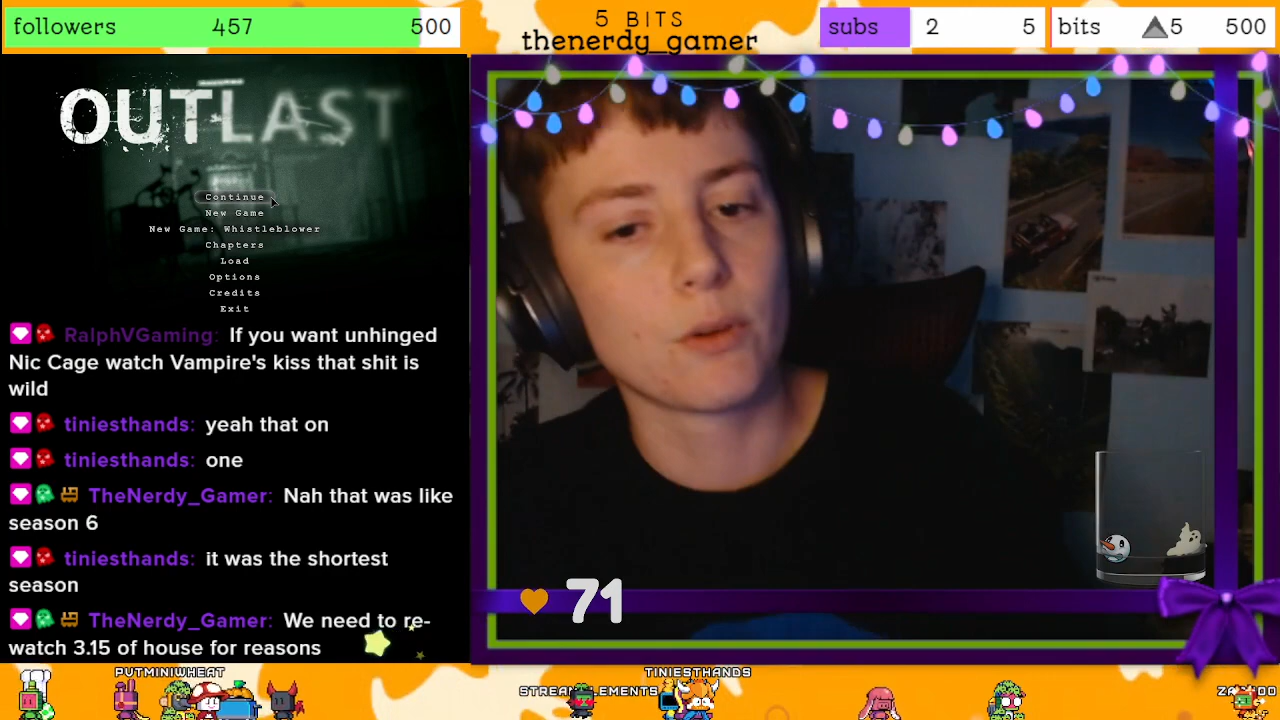 followers 457 500
5 BITS
thenerdy_gamer
subs 2 5
bits 5 500
OUTLAST
Continue
New Game
New Game: Whistleblower
Chapters
Load
Options
Credits
Exit
RalphVGaming: If you want unhinged
Nic Cage watch Vampire's kiss that shit is
wild
tiniesthands: yeah that on
tiniesthands: one
TheNerdy_Gamer: Nah that was like
season 6
tiniesthands: it was the shortest
season
TheNerdy_Gamer: We need to re-
watch 3.15 of house for reasons
71
PUTMINIWHEAT
STREAMELEMENTS
TINIESTHANDS